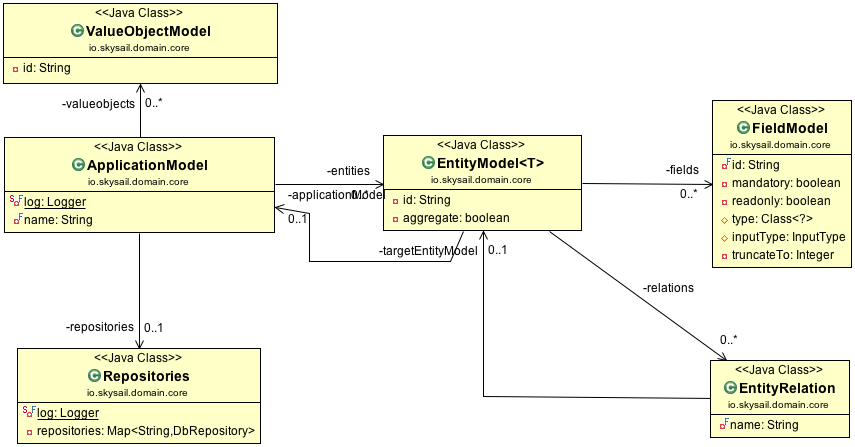 <<Java Class>>
ValueObjectModel
io.skysail.domain.core
id: String
-valueobjects
0..*
<<Java Class>>
ApplicationModel
io.skysail.domain.core
log: Logger
name: String
-entities
0..*
-applicationModel
0..1
<<Java Class>>
EntityModel<T>
io.skysail.domain.core
id: String
aggregate: boolean
-fields
0..*
<<Java Class>>
FieldModel
io.skysail.domain.core
id: String
mandatory: boolean
readonly: boolean
type: Class<?>
inputType: InputType
truncateTo: Integer
-targetEntityModel
0..1
-relations
0..*
-repositories
0..1
<<Java Class>>
Repositories
io.skysail.domain.core
log: Logger
repositories: Map<String,DbRepository>
<<Java Class>>
EntityRelation
io.skysail.domain.core
name: String